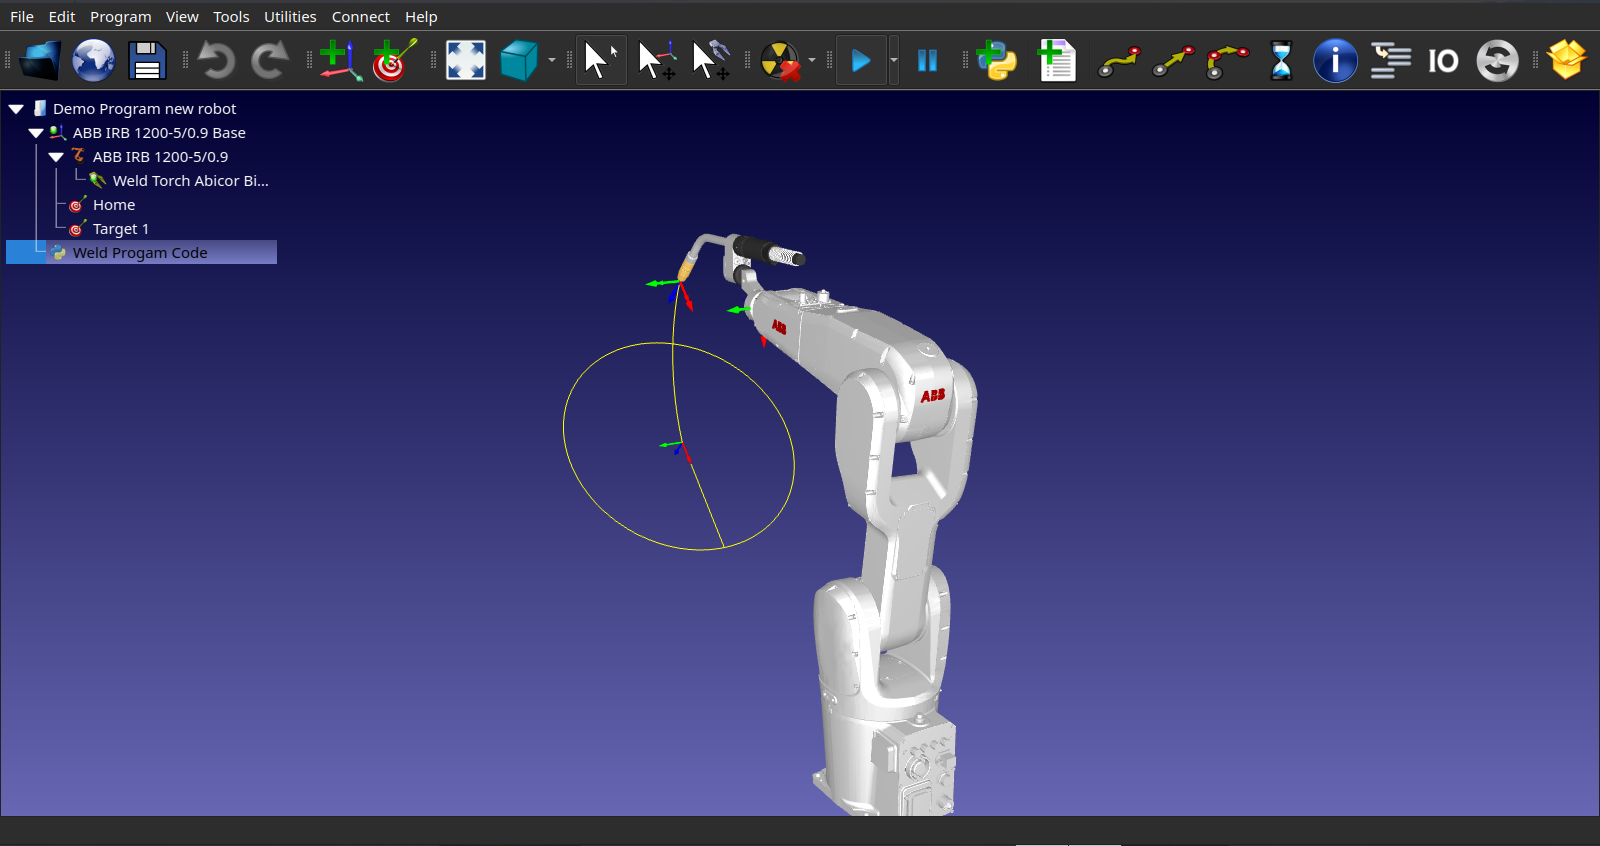 File Edit Program View Tools Utilities Connect Help
IO
Demo Program new robot
ABB IRB 1200-5/0.9 Base
ABB IRB 1200-5/0.9
Weld Torch Abicor Bi...
Home
Target 1
Weld Progam Code
ABB
ABB